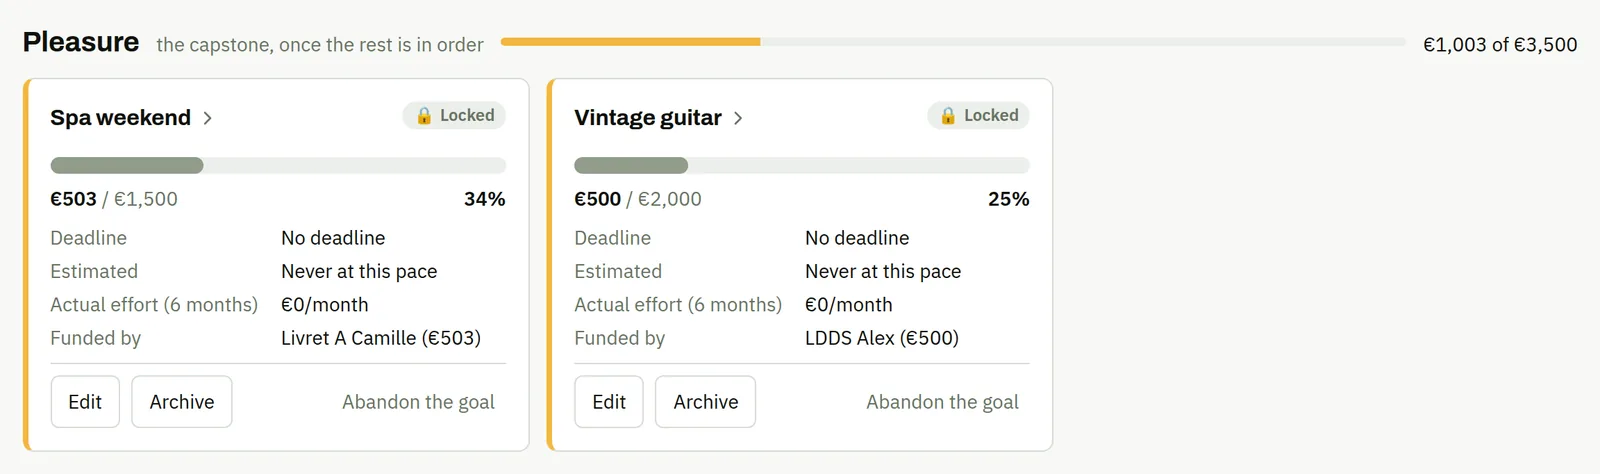 Pleasure the capstone, once the rest is in order €1,003 of €3,500
Spa weekend >
🔒 Locked
€503 / €1,500 34%
Deadline No deadline
Estimated Never at this pace
Actual effort (6 months) €0/month
Funded by Livret A Camille (€503)
Edit Archive Abandon the goal
Vintage guitar >
🔒 Locked
€500 / €2,000 25%
Deadline No deadline
Estimated Never at this pace
Actual effort (6 months) €0/month
Funded by LDDS Alex (€500)
Edit Archive Abandon the goal